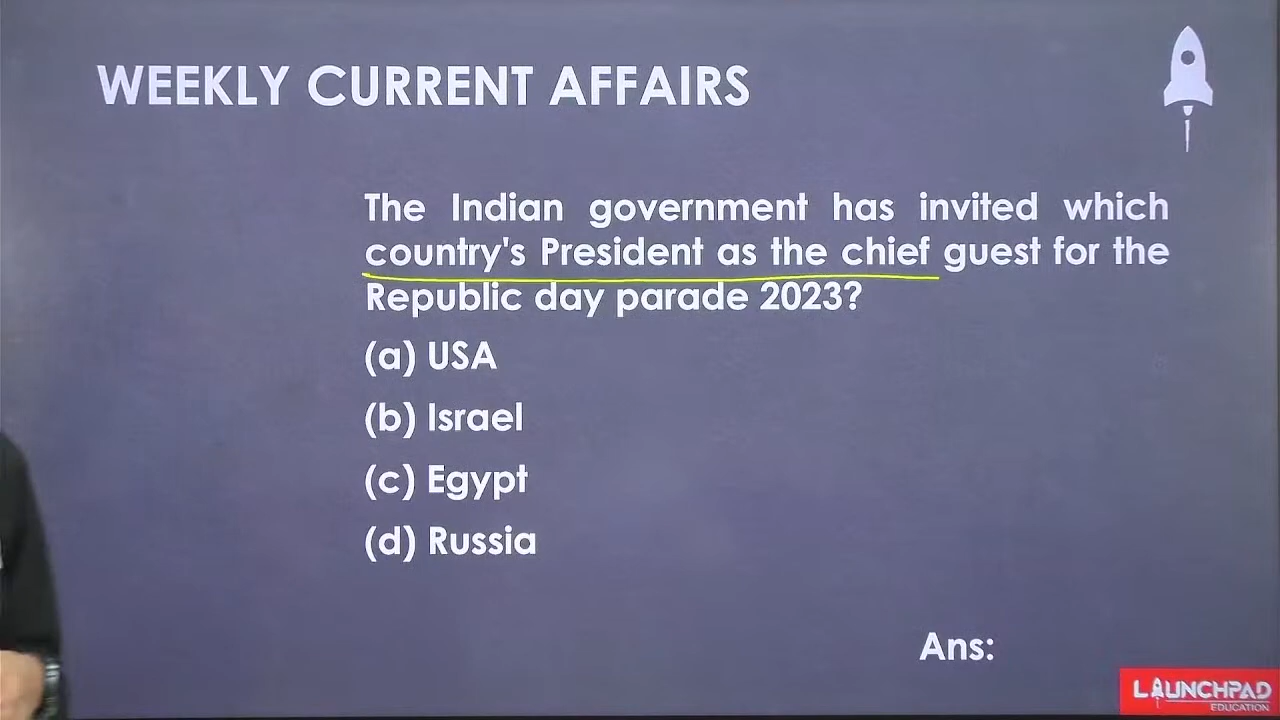 WEEKLY CURRENT AFFAIRS
The Indian government has invited which
country's President as the chief guest for the
Republic day parade 2023?
(a) USA
(b) Israel
(c) Egypt
(d) Russia
Ans:
LAUNCHPAD
EDUCATION